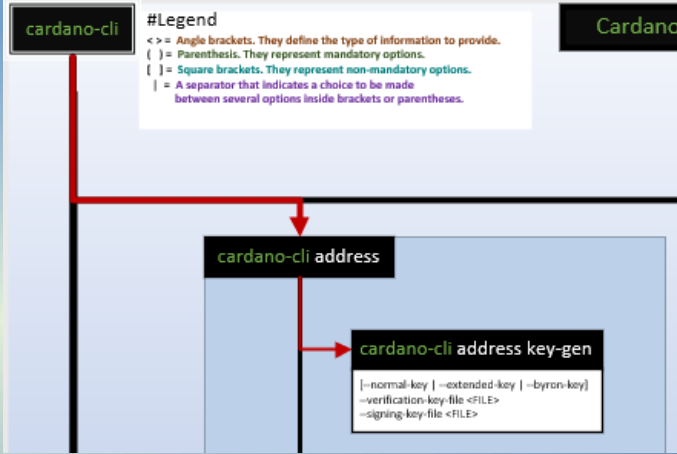 cardano-cli
#Legend
< > = Angle brackets. They define the type of information to provide.
( ) = Parenthesis. They represent mandatory options.
[ ] = Square brackets. They represent non-mandatory options.
| = A separator that indicates a choice to be made
between several options inside brackets or parentheses.
Cardano
cardano-cli address
cardano-cli address key-gen
[--normal-key | --extended-key | --byron-key]
--verification-key-file <FILE>
--signing-key-file <FILE>